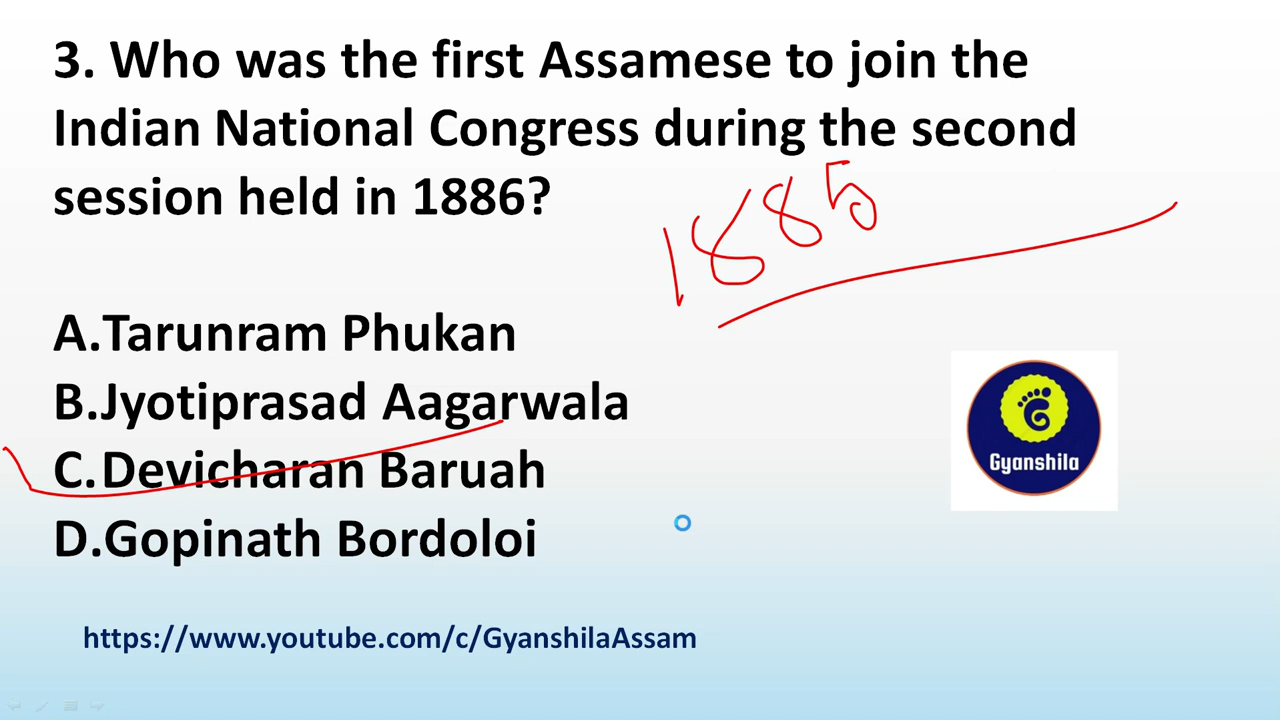 3. Who was the first Assamese to join the
Indian National Congress during the second
session held in 1886?
1885
A.Tarunram Phukan
B.Jyotiprasad Aagarwala
C.Devicharan Baruah
D.Gopinath Bordoloi
Gyanshila
https://www.youtube.com/c/GyanshilaAssam